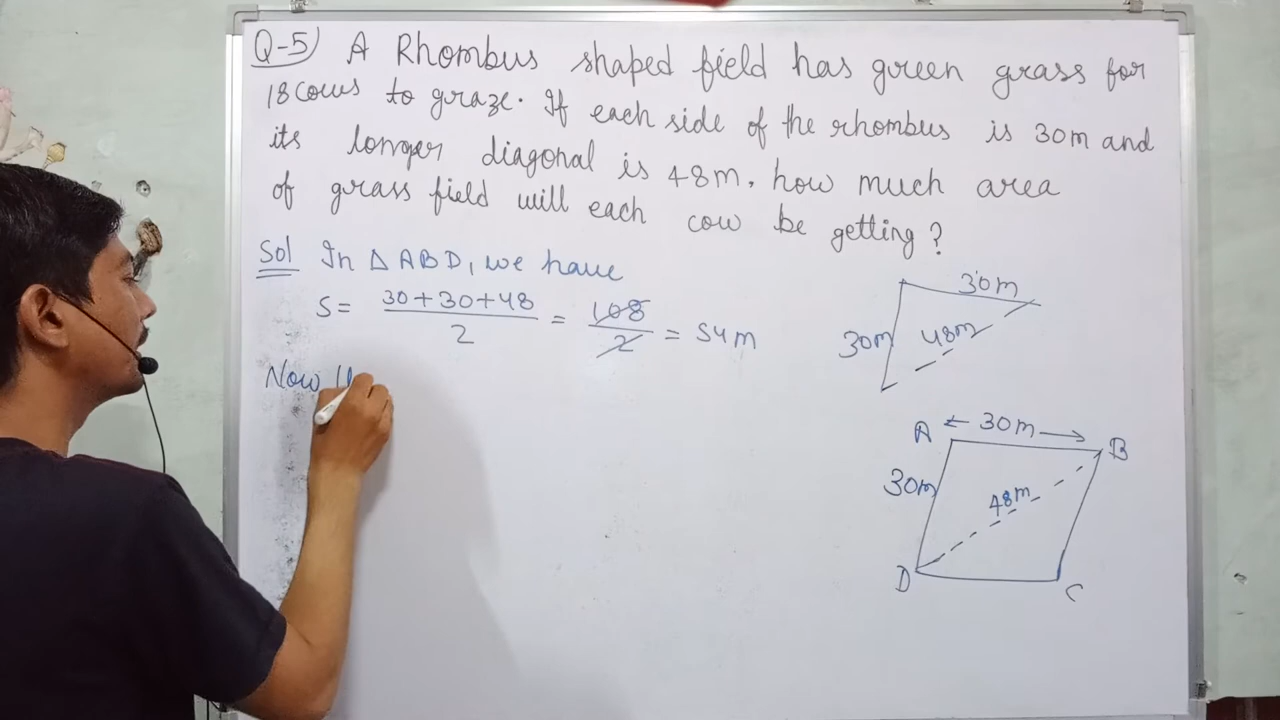 Q-5) A Rhombus shaped field has green grass for
18 cows to graze. If each side of the rhombus is 30m and
its longer diagonal is 48m, how much area
of grass field will each cow be getting?
Sol In △ABD, we have
S = 30+30+48 / 2 = 108 / 2 = 54m
Now
30m
30m
48m
A ← 30m → B
30m
48m
D
C